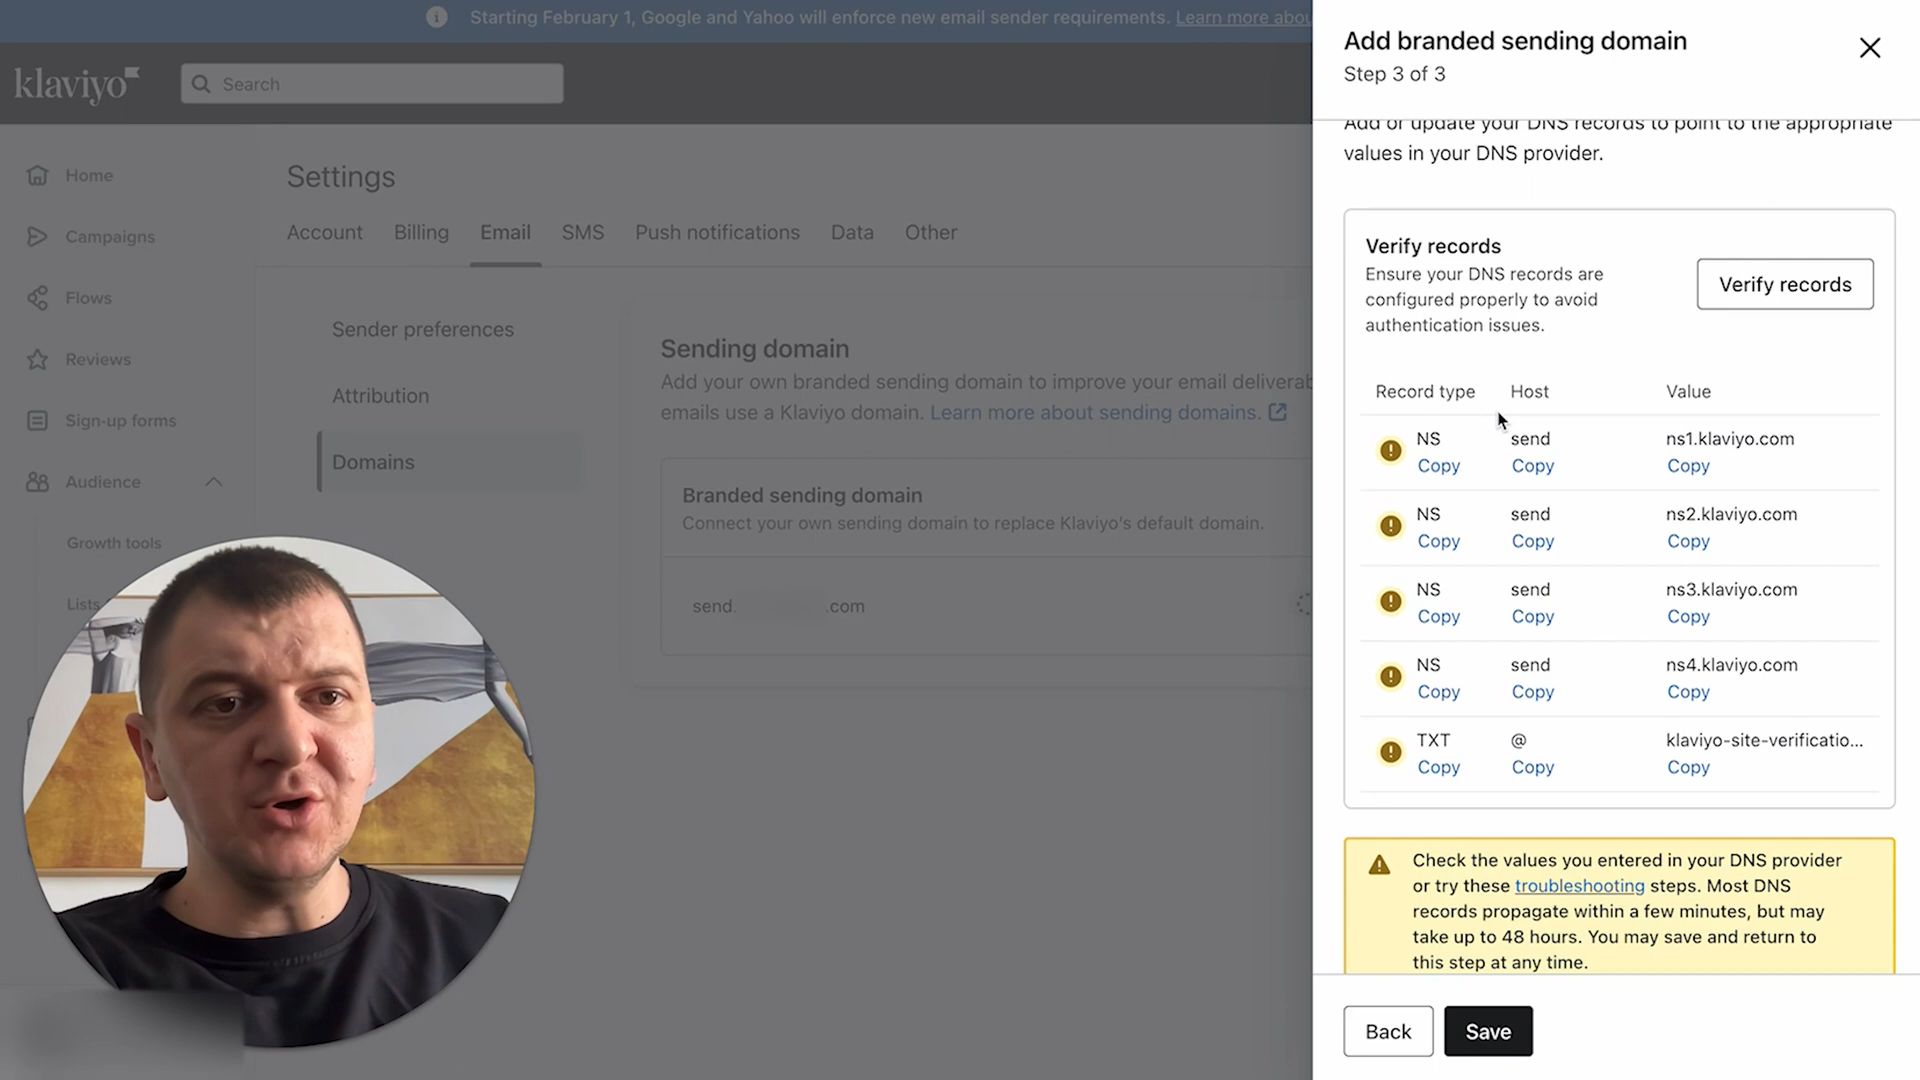 Starting February 1, Google and Yahoo will enforce new email sender requirements. Learn more abou
klaviyo
Search
Home
Campaigns
Flows
Reviews
Sign-up forms
Audience
Growth tools
Lists
Settings
Account Billing Email SMS Push notifications Data Other
Sender preferences
Attribution
Domains
Sending domain
Add your own branded sending domain to improve your email deliverab
emails use a Klaviyo domain. Learn more about sending domains.
Branded sending domain
Connect your own sending domain to replace Klaviyo's default domain.
send. .com
Add branded sending domain
Step 3 of 3
Add or update your DNS records to point to the appropriate
values in your DNS provider.
Verify records
Ensure your DNS records are
configured properly to avoid
authentication issues.
Verify records
Record type Host Value
NS send ns1.klaviyo.com
Copy Copy Copy
NS send ns2.klaviyo.com
Copy Copy Copy
NS send ns3.klaviyo.com
Copy Copy Copy
NS send ns4.klaviyo.com
Copy Copy Copy
TXT @ klaviyo-site-verificatio...
Copy Copy Copy
Check the values you entered in your DNS provider
or try these troubleshooting steps. Most DNS
records propagate within a few minutes, but may
take up to 48 hours. You may save and return to
this step at any time.
Back Save